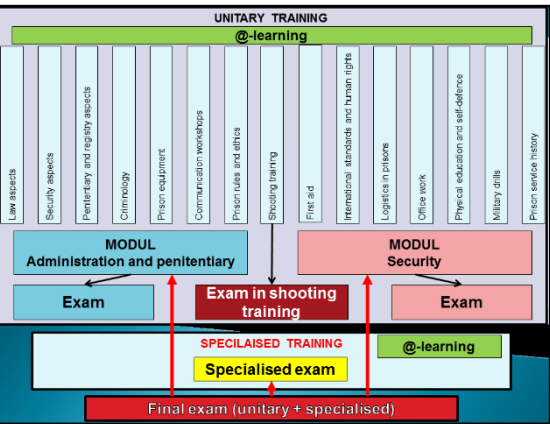 UNITARY TRAINING
@-learning
Law aspects
Security aspects
Penitentiary and registry aspects
Criminology
Prison equipment
Communication workshops
Prison rules and ethics
Shooting training
First aid
International standards and human rights
Logistics in prisons
Office work
Physical education and self-defence
Military drills
Prison service history
MODUL
Administration and penitentiary
MODUL
Security
Exam
Exam in shooting
training
Exam
SPECILAISED TRAINING
@-learning
Specialised exam
Final exam (unitary + specialised)